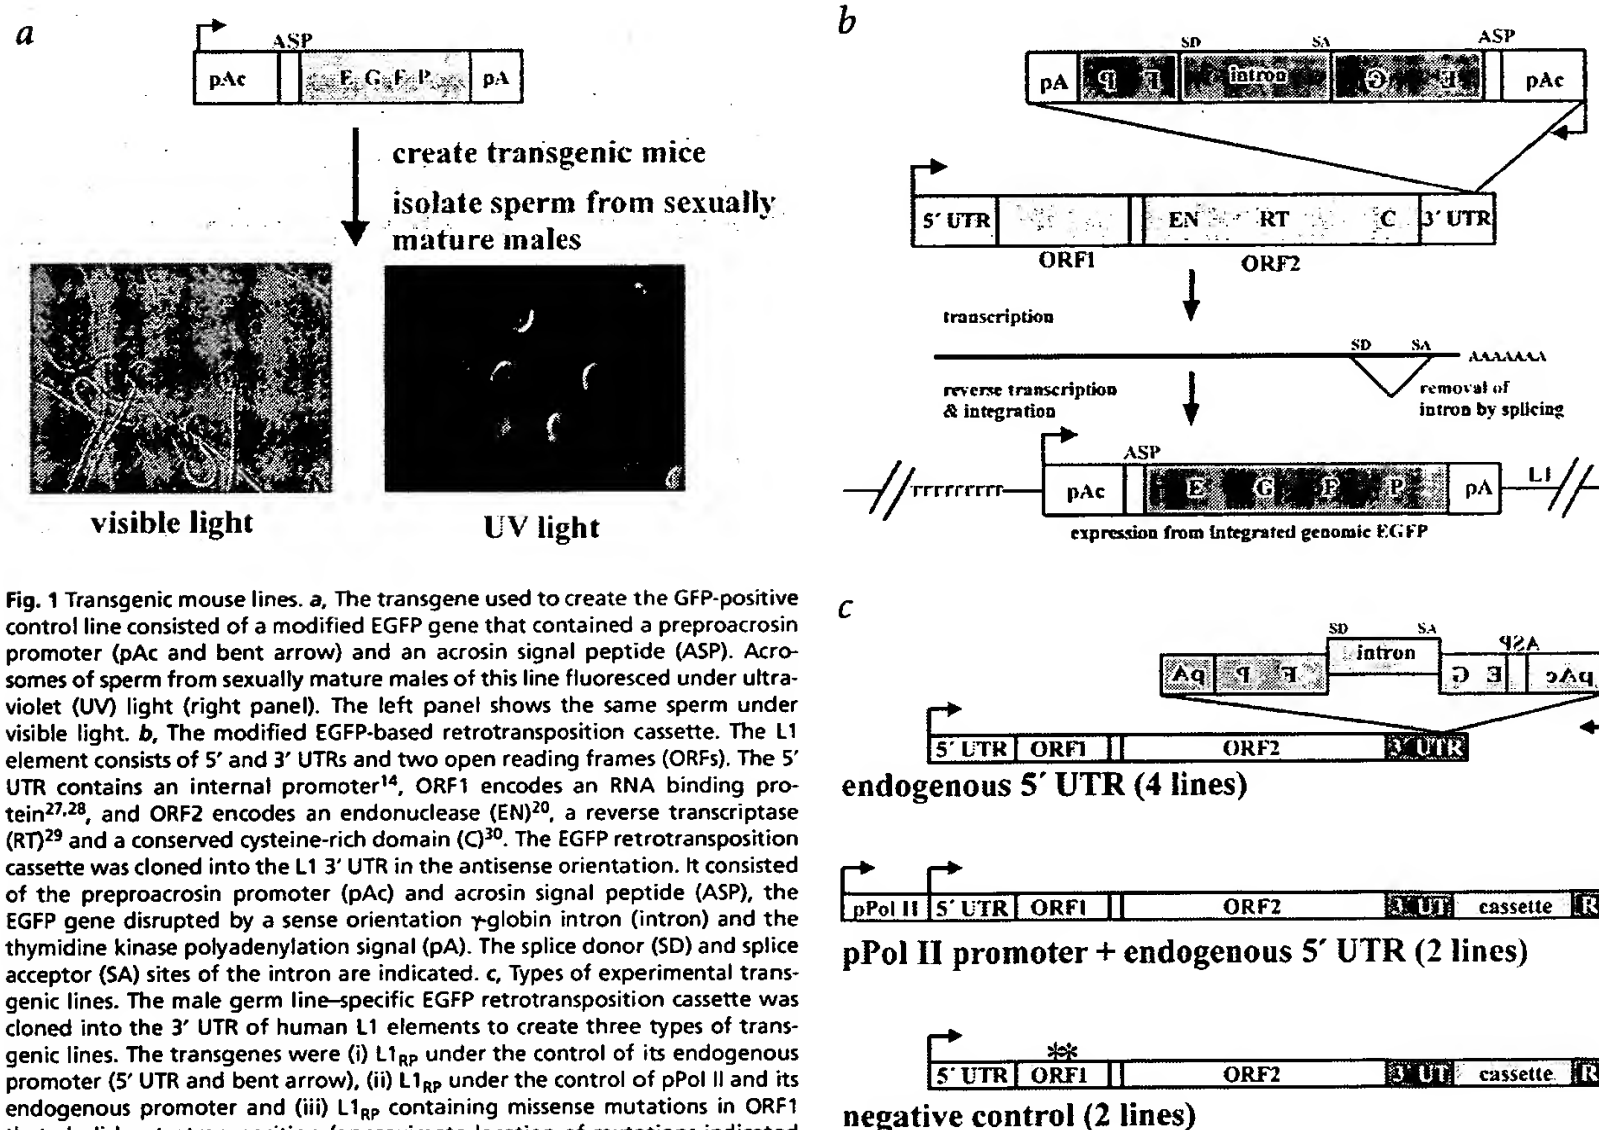 a
ASP
pAc
E G F P
pA
create transgenic mice
isolate sperm from sexually
mature males
visible light
UV light
Fig. 1 Transgenic mouse lines. a, The transgene used to create the GFP-positive
control line consisted of a modified EGFP gene that contained a preproacrosin
promoter (pAc and bent arrow) and an acrosin signal peptide (ASP). Acro-
somes of sperm from sexually mature males of this line fluoresced under ultra-
violet (UV) light (right panel). The left panel shows the same sperm under
visible light. b, The modified EGFP-based retrotransposition cassette. The L1
element consists of 5′ and 3′ UTRs and two open reading frames (ORFs). The 5′
UTR contains an internal promoter14, ORF1 encodes an RNA binding pro-
tein27,28, and ORF2 encodes an endonuclease (EN)20, a reverse transcriptase
(RT)29 and a conserved cysteine-rich domain (C)30. The EGFP retrotransposition
cassette was cloned into the L1 3′ UTR in the antisense orientation. It consisted
of the preproacrosin promoter (pAc) and acrosin signal peptide (ASP), the
EGFP gene disrupted by a sense orientation γ-globin intron (intron) and the
thymidine kinase polyadenylation signal (pA). The splice donor (SD) and splice
acceptor (SA) sites of the intron are indicated. c, Types of experimental trans-
genic lines. The male germ line–specific EGFP retrotransposition cassette was
cloned into the 3′ UTR of human L1 elements to create three types of trans-
genic lines. The transgenes were (i) L1RP under the control of its endogenous
promoter (5′ UTR and bent arrow), (ii) L1RP under the control of pPol II and its
endogenous promoter and (iii) L1RP containing missense mutations in ORF1
b
SD SA ASP
pA P F intron G E pAc
5′ UTR EN RT C 3′ UTR
ORF1 ORF2
transcription
SD SA
AAAAAAA
reverse transcription
& integration
removal of
intron by splicing
ASP
TTTTTTTTT pAc E G F P pA L1
expression from integrated genomic EGFP
c
SD SA ASP
pA P F intron G E pAc
5′ UTR ORF1 ORF2 3′ UTR
endogenous 5′ UTR (4 lines)
pPol II 5′ UTR ORF1 ORF2 3′ UT cassette R
pPol II promoter + endogenous 5′ UTR (2 lines)
**
5′ UTR ORF1 ORF2 3′ UT cassette R
negative control (2 lines)